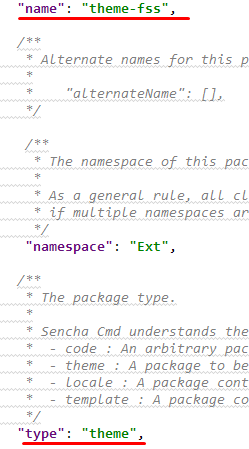 "name": "theme-fss",
/**
* Alternate names for this p
*
* "alternateName": [],
*/
/**
* The namespace of this pac
*
* As a general rule, all cl
* if multiple namespaces ar
*/
"namespace": "Ext",
/**
* The package type.
*
* Sencha Cmd understands the
* - code : An arbitrary pac
* - theme : A package to be
* - locale : A package cont
* - template : A package co
*/
"type": "theme",